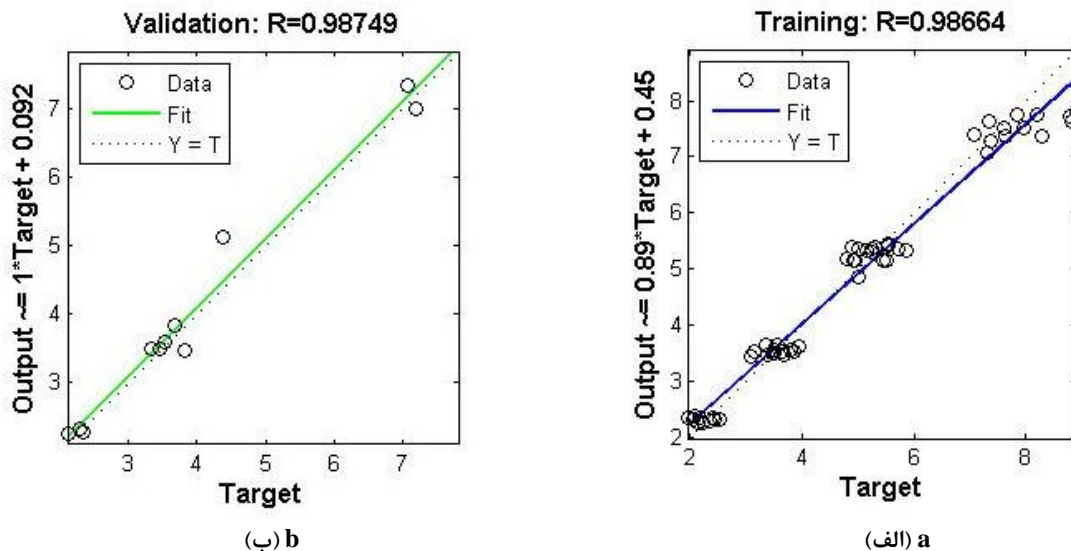 Validation: R=0.98749
Output ~= 1*Target + 0.092
Data
Fit
Y = T
7
6
5
4
3
3
4
5
6
7
Target
b (ب)
Training: R=0.98664
Output ~= 0.89*Target + 0.45
Data
Fit
Y = T
8
7
6
5
4
3
2
2
4
6
8
Target
a (الف)